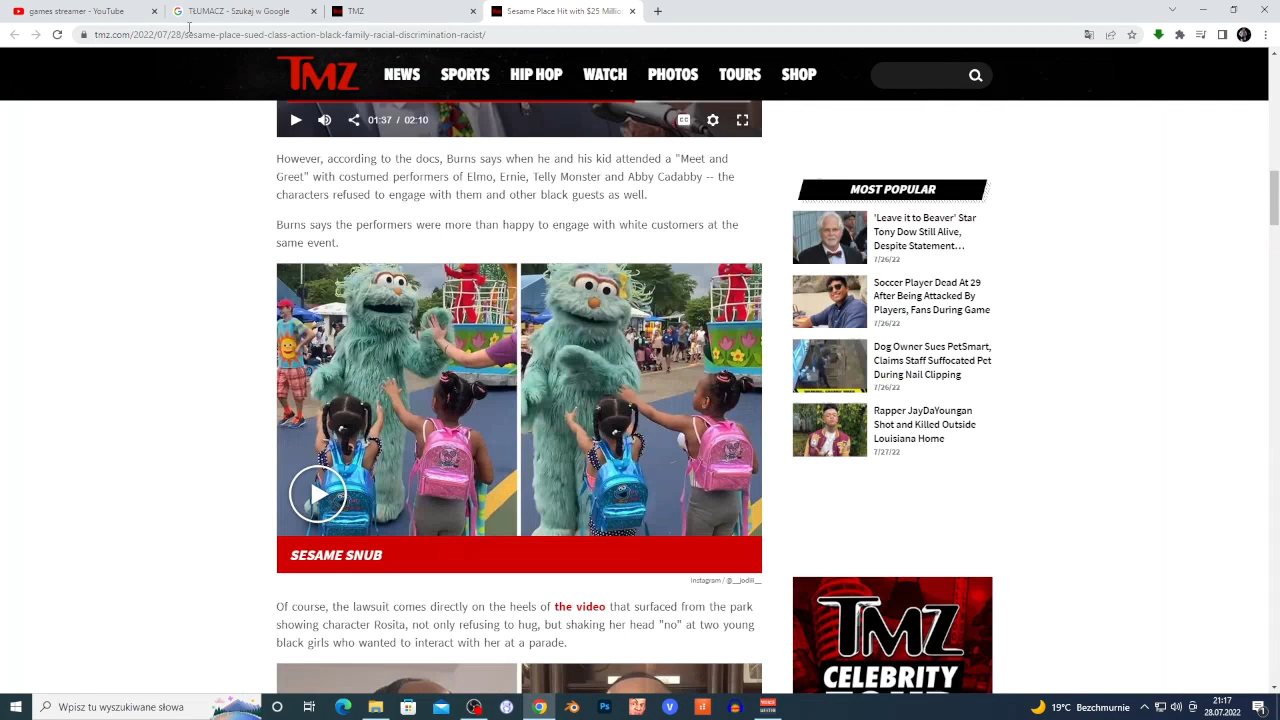 games streamer - YouTube
TŁUMACZ - Szukaj w Google
TMZ
Sesame Place Hit with $25 Million
tmz.com/2022/07/28/sesame-place-sued-class-action-black-family-racial-discrimination-racist/
TMZ NEWS SPORTS HIP HOP WATCH PHOTOS TOURS SHOP
01:37 / 02:10
CC
However, according to the docs, Burns says when he and his kid attended a "Meet and
Greet" with costumed performers of Elmo, Ernie, Telly Monster and Abby Cadabby -- the
characters refused to engage with them and other black guests as well.
Burns says the performers were more than happy to engage with white customers at the
same event.
SESAME SNUB
Instagram / @__jodiii__
Of course, the lawsuit comes directly on the heels of the video that surfaced from the park
showing character Rosita, not only refusing to hug, but shaking her head "no" at two young
black girls who wanted to interact with her at a parade.
MOST POPULAR
'Leave it to Beaver' Star
Tony Dow Still Alive,
Despite Statement...
7/26/22
Soccer Player Dead At 29
After Being Attacked By
Players, Fans During Game
7/26/22
Dog Owner Sues PetSmart,
Claims Staff Suffocated Pet
During Nail Clipping
7/26/22
Rapper JayDaYoungan
Shot and Killed Outside
Louisiana Home
7/27/22
TMZ
CELEBRITY
Wpisz tu wyszukiwane słowa
19°C Bezchmurnie
21:17
28.07.2022